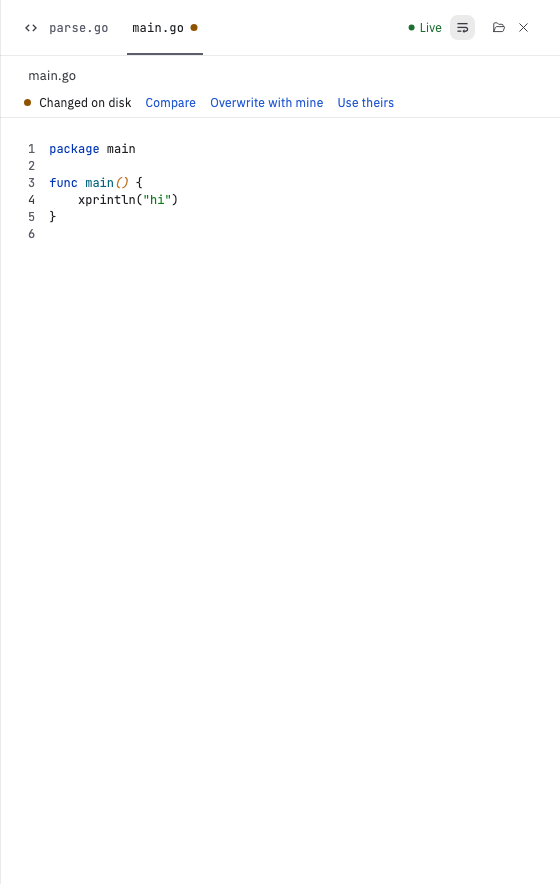 parse.go main.go Live
main.go
Changed on disk Compare Overwrite with mine Use theirs
1 package main
2
3 func main() {
4     xprintln("hi")
5 }
6